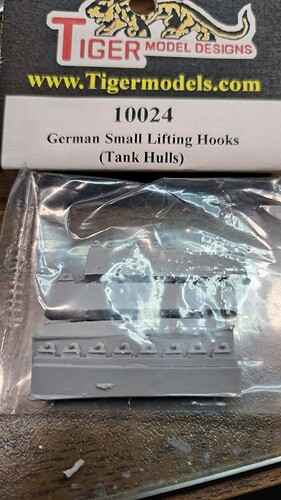 TIGER
MODEL DESIGNS
www.Tigermodels.com
10024
German Small Lifting Hooks
(Tank Hulls)